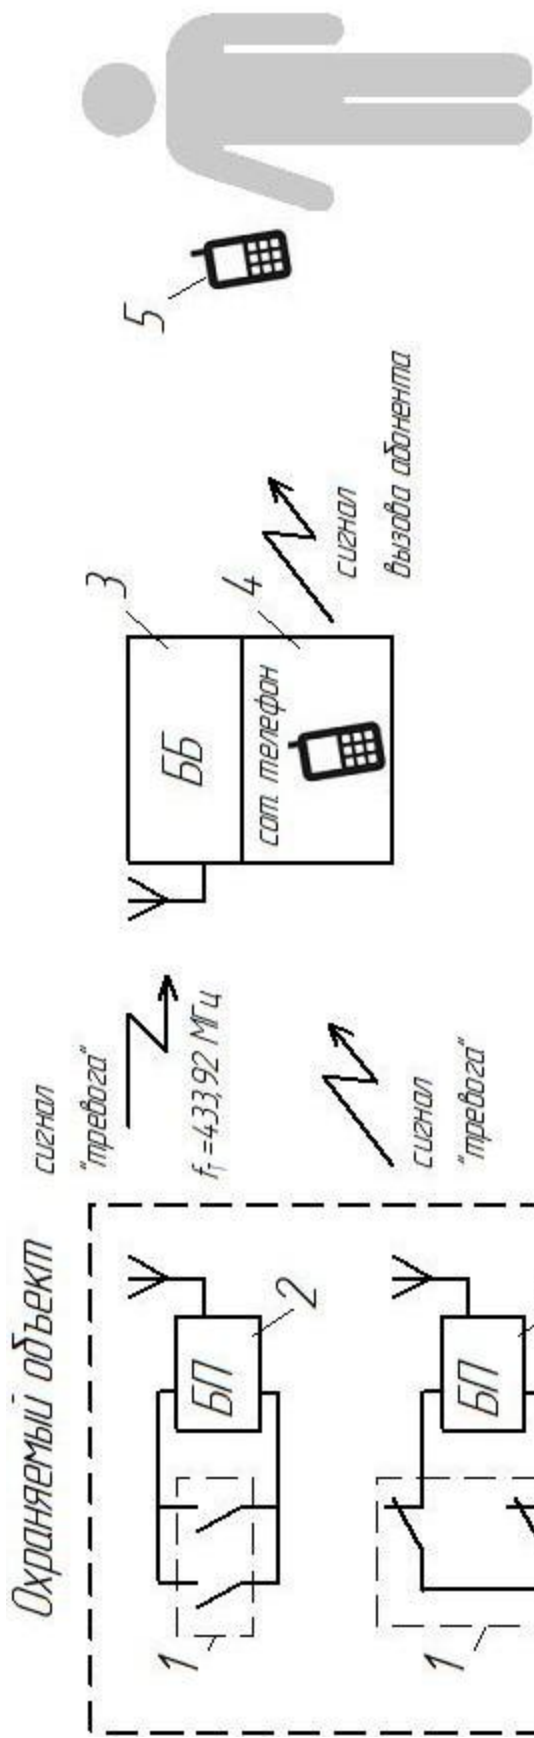 Охраняемый объект
1
БП
2
1
БП
сигнал
"тревога"
fт =433,92 МГц
сигнал
"тревога"
ББ
3
сот. телефон
4
сигнал
вызова абонента
5